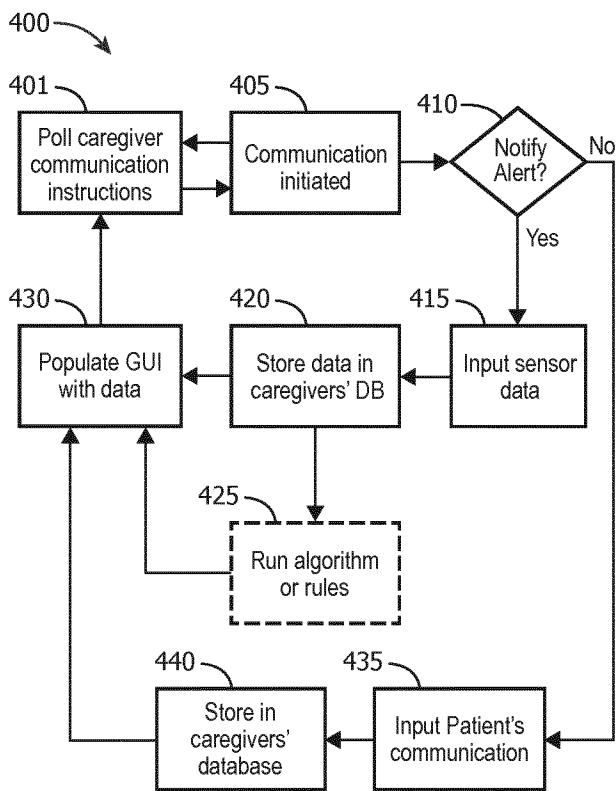 400
401
405
410
Poll caregiver
communication
instructions
Communication
initiated
Notify
Alert?
No
Yes
430
420
415
Populate GUI
with data
Store data in
caregivers' DB
Input sensor
data
425
Run algorithm
or rules
440
435
Store in
caregivers'
database
Input Patient's
communication